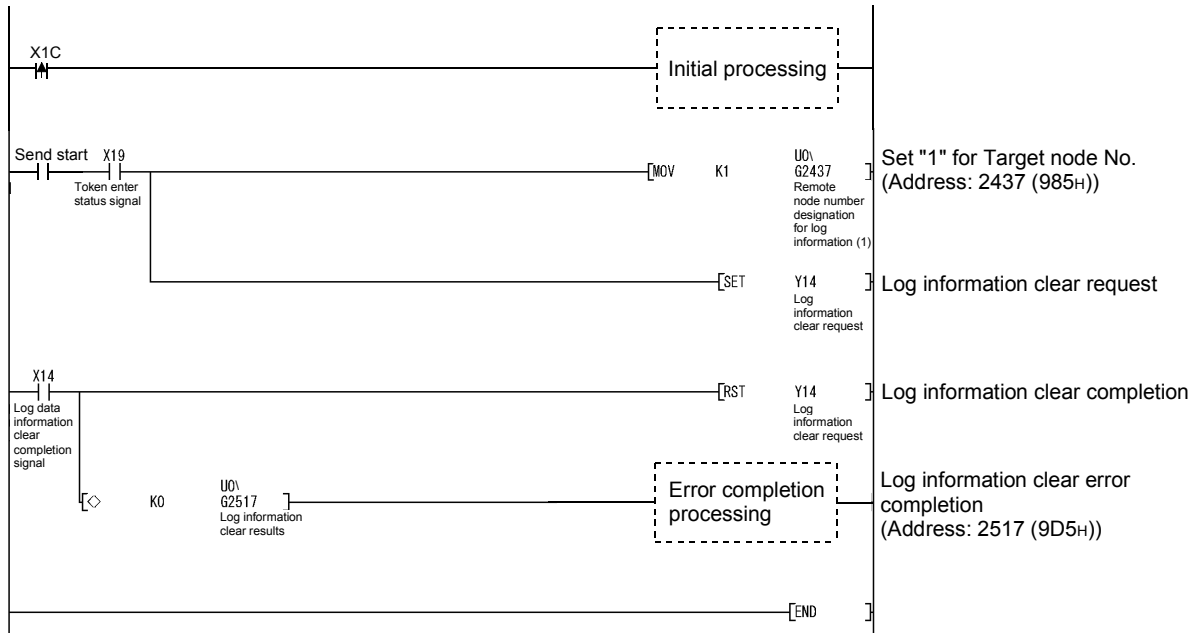 X1C
Initial processing
Send start X19
Token enter
status signal
[MOV K1 U0\
G2437 ]
Remote
node number
designation
for log
information (1)
Set "1" for Target node No.
(Address: 2437 (985H))
[SET Y14 ]
Log
information
clear request
Log information clear request
X14
Log data
information
clear
completion
signal
[RST Y14 ]
Log
information
clear request
Log information clear completion
[<> K0 U0\
G2517 ]
Log information
clear results
Error completion
processing
Log information clear error
completion
(Address: 2517 (9D5H))
[END ]